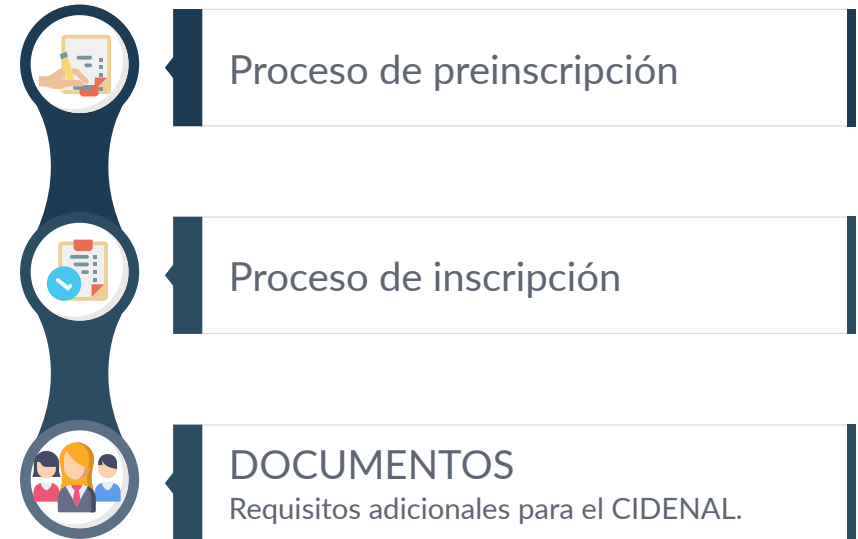 Proceso de preinscripción
Proceso de inscripción
DOCUMENTOS
Requisitos adicionales para el CIDENAL.